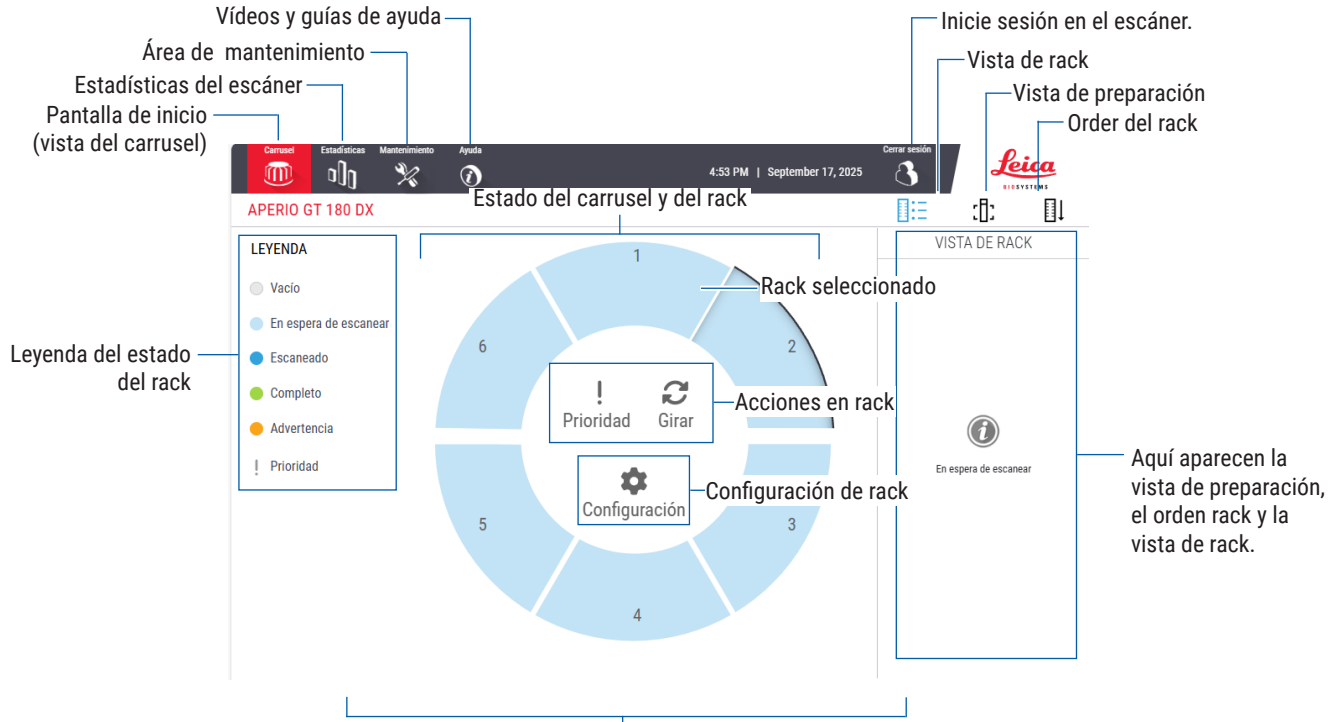 Vídeos y guías de ayuda
Inicie sesión en el escáner.
Área de mantenimiento
Vista de rack
Estadísticas del escáner
Vista de preparación
Pantalla de inicio
(vista del carrusel)
Order del rack
Carrusel
Estadísticas
Mantenimiento
Ayuda
4:53 PM | September 17, 2025
Cerrar sesión
Leica
BIOSYSTEMS
APERIO GT 180 DX
Estado del carrusel y del rack
LEYENDA
Vacío
En espera de escanear
Escaneado
Completo
Advertencia
! Prioridad
Leyenda del estado
del rack
1
Rack seleccionado
2
6
!
Prioridad
Girar
Acciones en rack
Configuración
Configuración de rack
5
3
4
VISTA DE RACK
i
En espera de escanear
Aquí aparecen la
vista de preparación,
el orden rack y la
vista de rack.